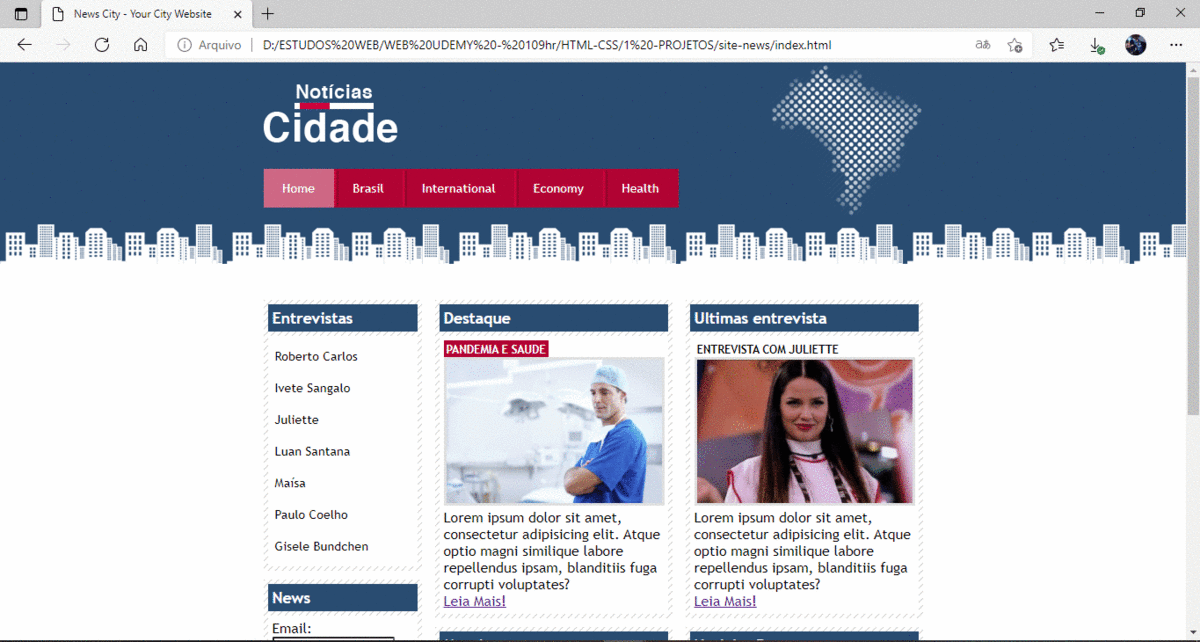 News City - Your City Website
Arquivo
D:/ESTUDOS%20WEB/WEB%20UDEMY%20-%20109hr/HTML-CSS/1%20-PROJETOS/site-news/index.html
aあ
Notícias
Cidade
Home Brasil International Economy Health
Entrevistas
Roberto Carlos
Ivete Sangalo
Juliette
Luan Santana
Maísa
Paulo Coelho
Gisele Bundchen
News
Email:
Destaque
PANDEMIA E SAUDE
Lorem ipsum dolor sit amet,
consectetur adipisicing elit. Atque
optio magni similique labore
repellendus ipsam, blanditiis fuga
corrupti voluptates?
Leia Mais!
Ultimas entrevista
ENTREVISTA COM JULIETTE
Lorem ipsum dolor sit amet,
consectetur adipisicing elit. Atque
optio magni similique labore
repellendus ipsam, blanditiis fuga
corrupti voluptates?
Leia Mais!